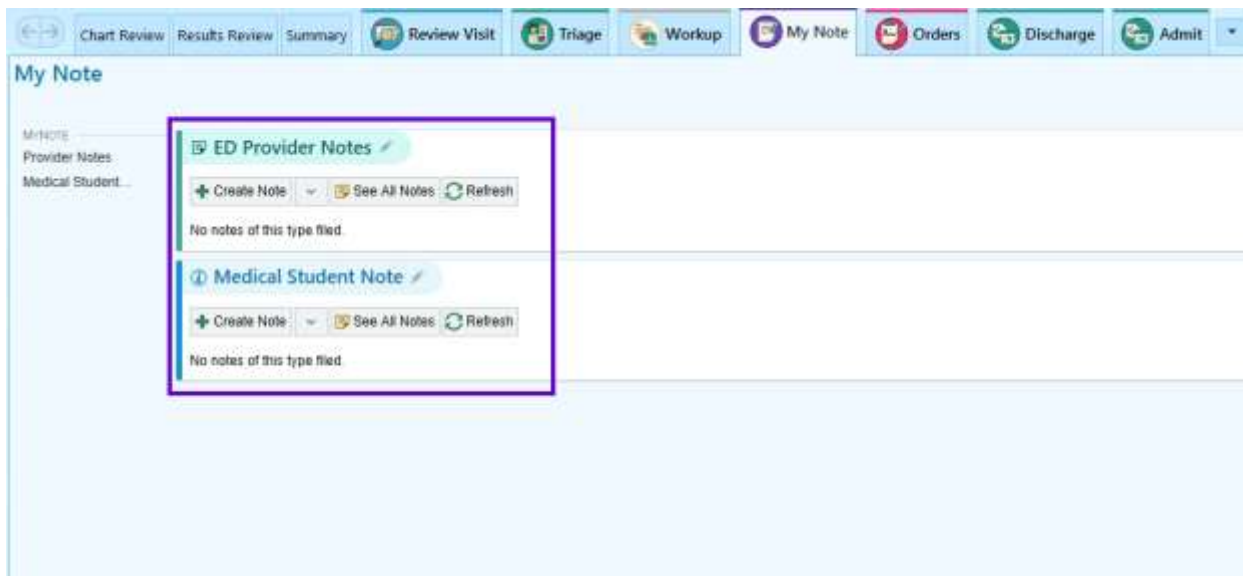 Chart Review Results Review Summary Review Visit Triage Workup My Note Orders Discharge Admit
My Note
MYNOTE
Provider Notes
Medical Student...
ED Provider Notes
Create Note See All Notes Refresh
No notes of this type filed.
Medical Student Note
Create Note See All Notes Refresh
No notes of this type filed.